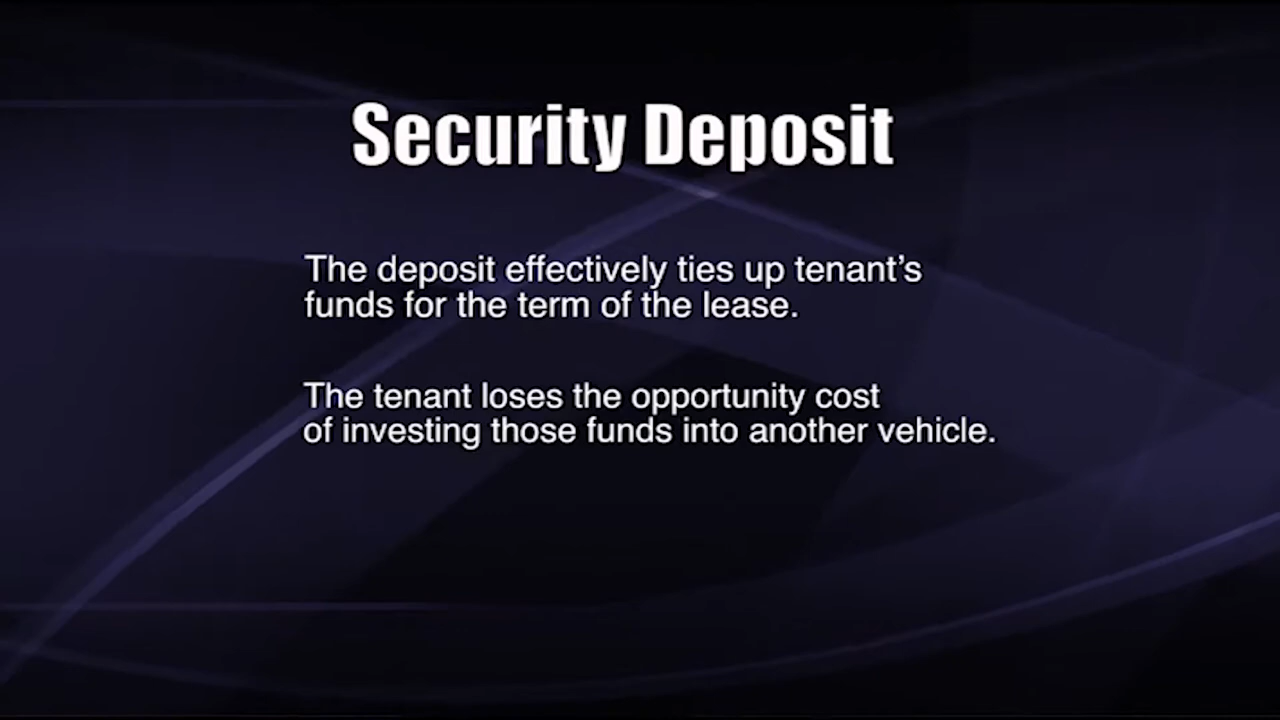 Security Deposit
The deposit effectively ties up tenant’s
funds for the term of the lease.
The tenant loses the opportunity cost
of investing those funds into another vehicle.